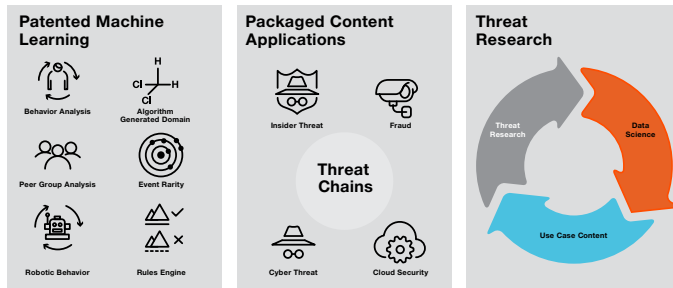 Patented Machine
Learning
Behavior Analysis
H
Cl
H
Cl
Algorithm
Generated Domain
Peer Group Analysis
Event Rarity
Robotic Behavior
Rules Engine
Packaged Content
Applications
Insider Threat
Fraud
Threat
Chains
Cyber Threat
Cloud Security
Threat
Research
Threat
Research
Data
Science
Use Case Content